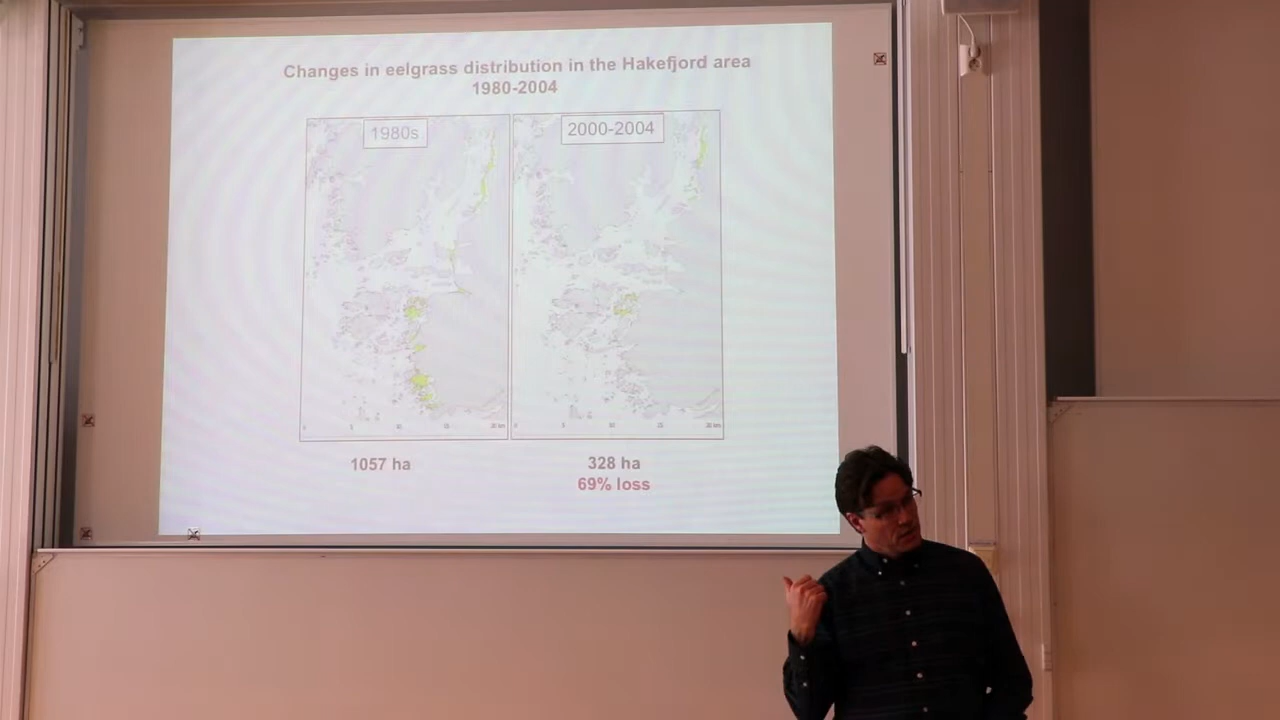 Changes in eelgrass distribution in the Hakefjord area
1980-2004
1980s
2000-2004
1057 ha
328 ha
69% loss